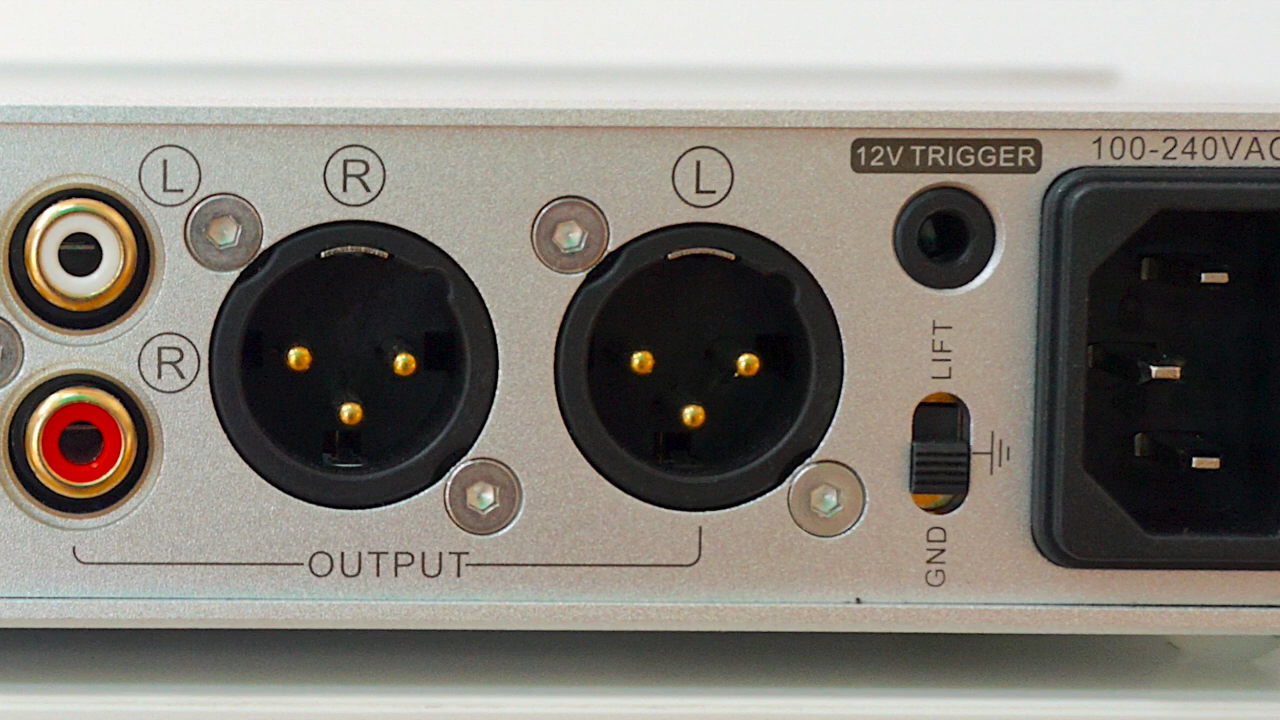 L
R
L
12V TRIGGER
100-240VAC
R
LIFT
GND
OUTPUT